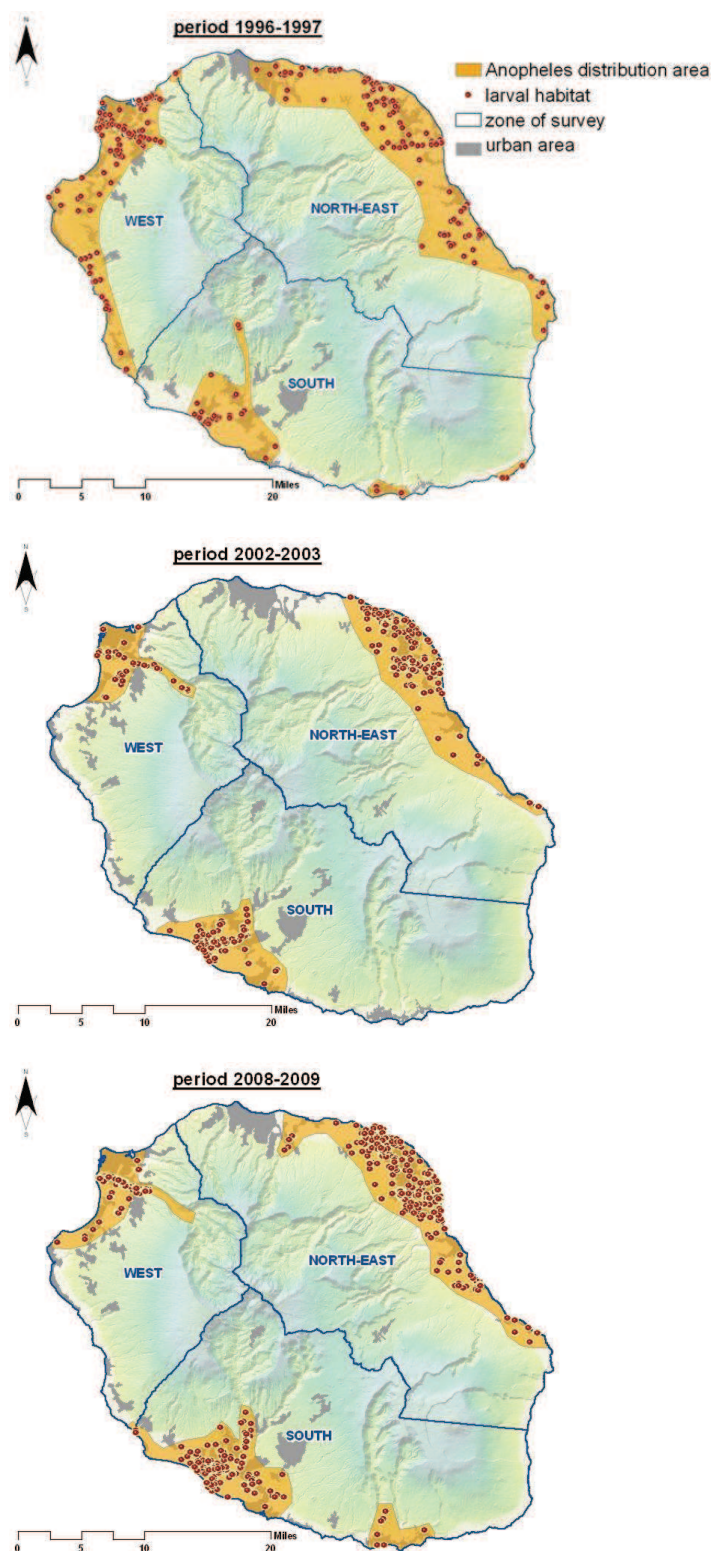 period 1996-1997
N
S
Anopheles distribution area
larval habitat
zone of survey
urban area
WEST
NORTH-EAST
SOUTH
Miles
0 5 10 20
period 2002-2003
N
S
WEST
NORTH-EAST
SOUTH
Miles
0 5 10 20
period 2008-2009
N
S
WEST
NORTH-EAST
SOUTH
Miles
0 5 10 20